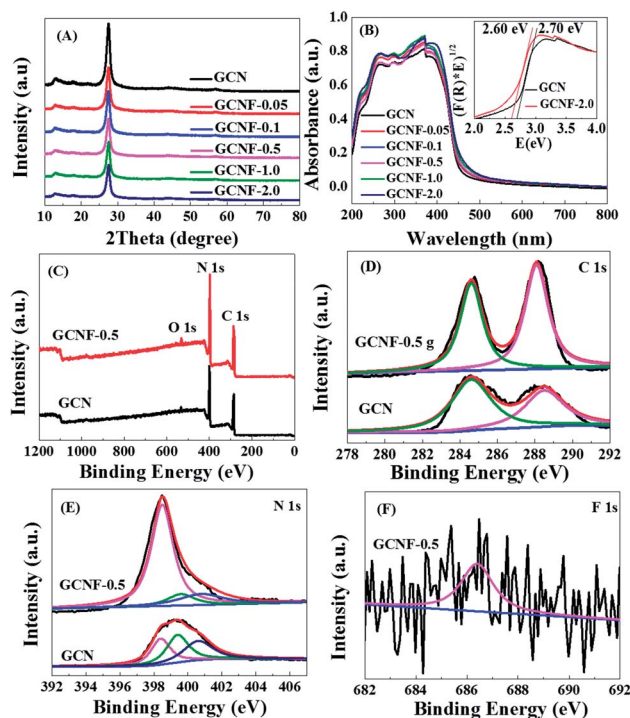 (A)
Intensity (a.u.)
GCN
GCNF-0.05
GCNF-0.1
GCNF-0.5
GCNF-1.0
GCNF-2.0
10 20 30 40 50 60 70 80
2Theta (degree)
(B)
Absorbance (a.u.)
0.0
0.2
0.4
0.6
0.8
GCN
GCNF-0.05
GCNF-0.1
GCNF-0.5
GCNF-1.0
GCNF-2.0
200 300 400 500 600 700 800
Wavelength (nm)
2.60 eV 2.70 eV
(F(R)*E)1/2
GCN
GCNF-2.0
2.0 2.5 3.0 3.5 4.0
E(eV)
(C)
Intensity (a.u.)
N 1s
O 1s
C 1s
GCNF-0.5
GCN
1200 1000 800 600 400 200 0
Binding Energy (eV)
(D)
C 1s
Intensity (a.u.)
GCNF-0.5 g
GCN
278 280 282 284 286 288 290 292
Binding Energy (eV)
(E)
N 1s
Intensity (a.u.)
GCNF-0.5
GCN
392 394 396 398 400 402 404 406
Binding Energy (eV)
(F)
F 1s
GCNF-0.5
Intensity (a.u.)
682 684 686 688 690 692
Binding Energy (eV)